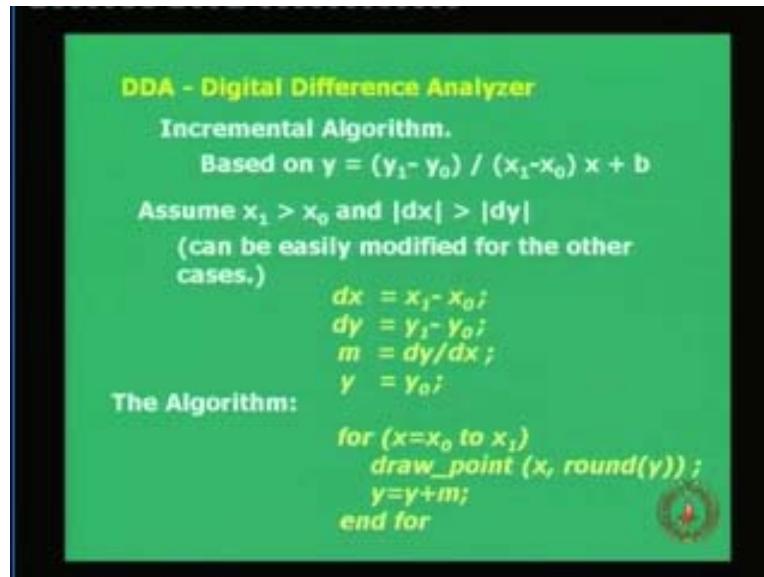 DDA - Digital Difference Analyzer
Incremental Algorithm.
Based on y = (y₁- y₀) / (x₁-x₀) x + b
Assume x₁ > x₀ and |dx| > |dy|
(can be easily modified for the other
cases.)
dx = x₁- x₀;
dy = y₁- y₀;
m = dy/dx ;
y = y₀;
The Algorithm:
for (x=x₀ to x₁)
draw_point (x, round(y)) ;
y=y+m;
end for